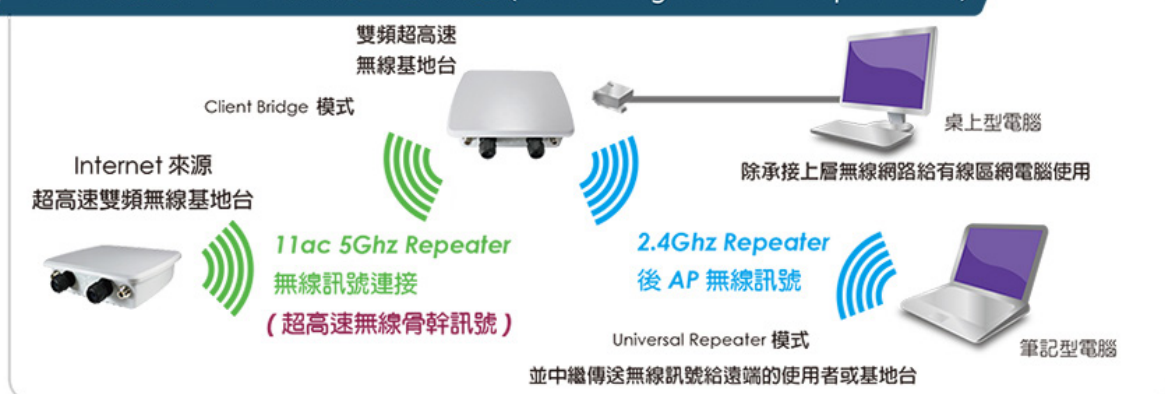 雙頻超高速
無線基地台
Client Bridge 模式
桌上型電腦
Internet 來源
超高速雙頻無線基地台
除承接上層無線網路給有線區網電腦使用
11ac 5Ghz Repeater
無線訊號連接
(超高速無線骨幹訊號)
2.4Ghz Repeater
後 AP 無線訊號
Universal Repeater 模式
筆記型電腦
並中繼傳送無線訊號給遠端的使用者或基地台